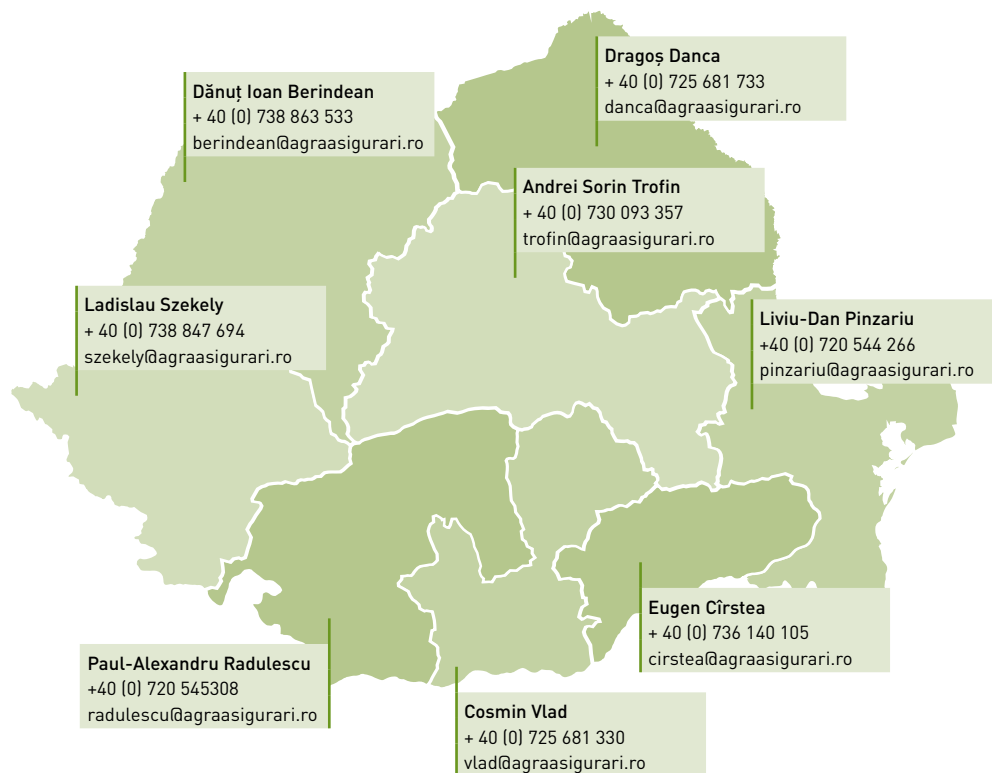 Dragoș Danca
+ 40 (0) 725 681 733
danca@agraasigurari.ro
Dănuț Ioan Berindean
+ 40 (0) 738 863 533
berindean@agraasigurari.ro
Andrei Sorin Trofin
+ 40 (0) 730 093 357
trofin@agraasigurari.ro
Ladislau Szekely
+ 40 (0) 738 847 694
szekely@agraasigurari.ro
Liviu-Dan Pinzariu
+40 (0) 720 544 266
pinzariu@agraasigurari.ro
Eugen Cîrstea
+ 40 (0) 736 140 105
cirstea@agraasigurari.ro
Paul-Alexandru Radulescu
+40 (0) 720 545308
radulescu@agraasigurari.ro
Cosmin Vlad
+ 40 (0) 725 681 330
vlad@agraasigurari.ro